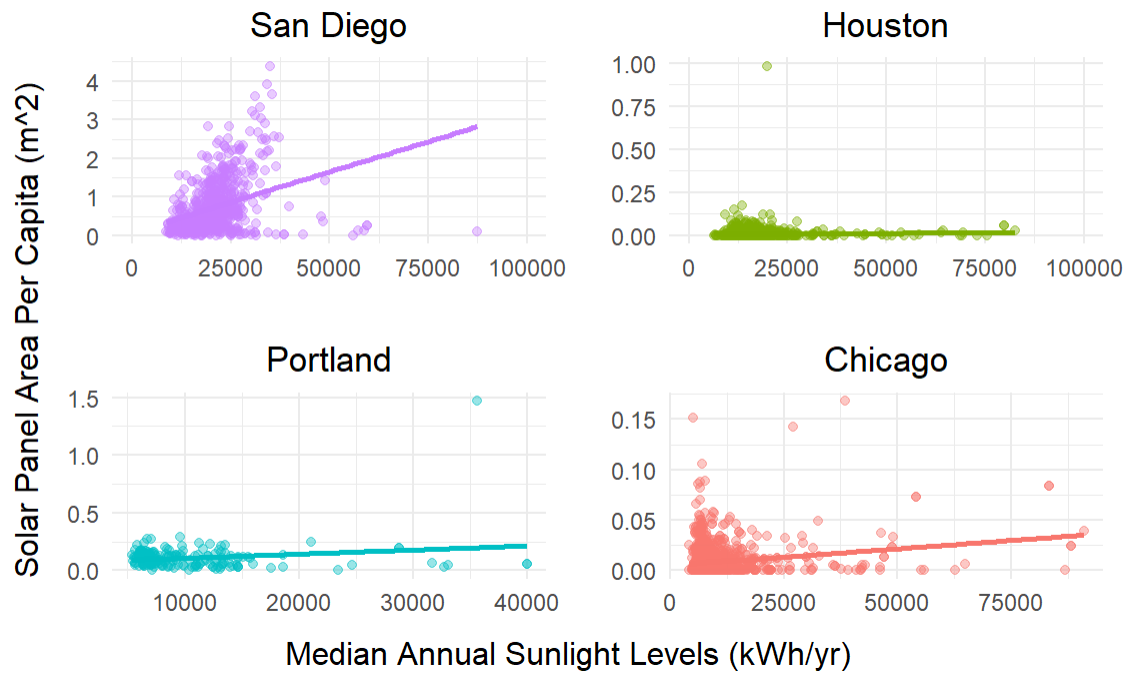 San Diego
Houston
Solar Panel Area Per Capita (m^2)
4
3
2
1
0
0 25000 50000 75000 100000
1.00
0.75
0.50
0.25
0.00
0 25000 50000 75000 100000
Portland
Chicago
1.5
1.0
0.5
0.0
10000 20000 30000 40000
0.15
0.10
0.05
0.00
0 25000 50000 75000
Median Annual Sunlight Levels (kWh/yr)